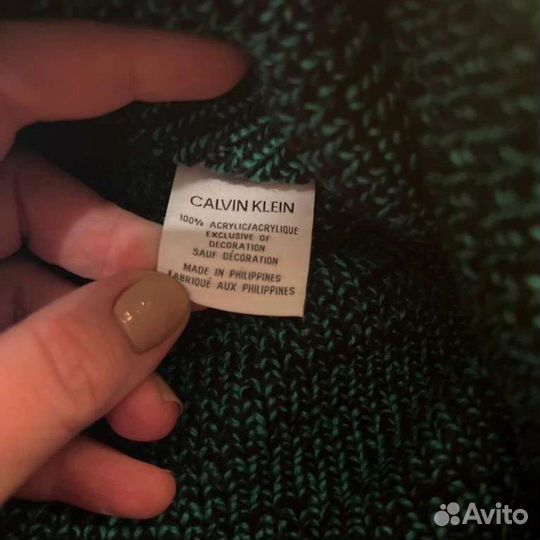 CALVIN KLEIN
100% ACRYLIC/ACRYLIQUE
EXCLUSIVE OF
DECORATION
SAUF DÉCORATION
MADE IN PHILIPPINES
FABRIQUÉ AUX PHILIPPINES
Avito